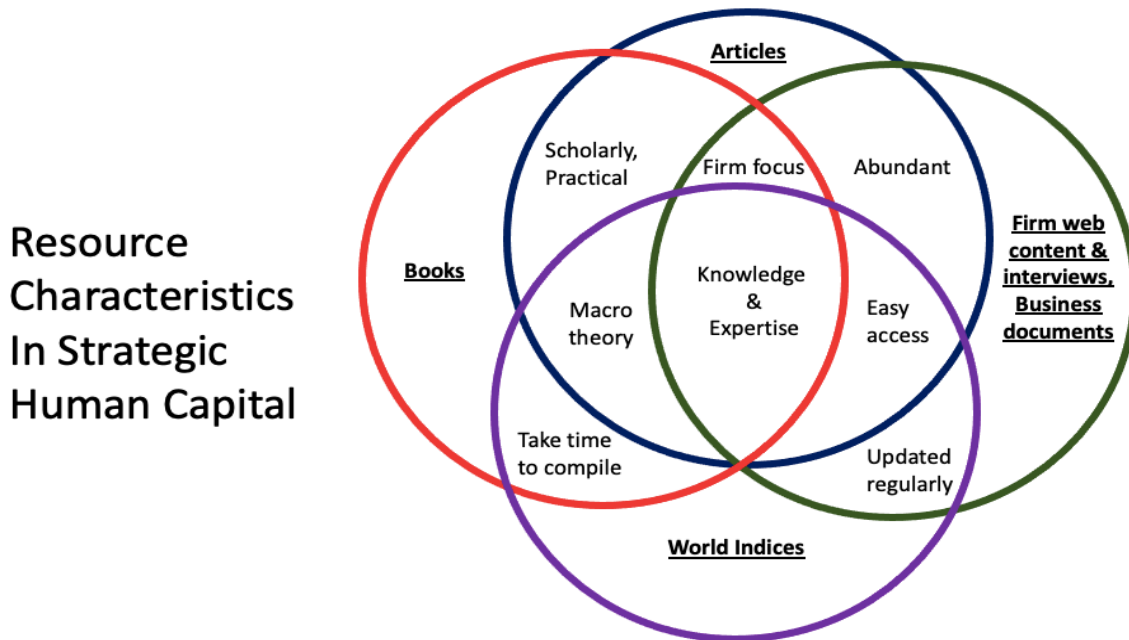 Resource
Characteristics
In Strategic
Human Capital
Articles
Scholarly,
Practical
Firm focus
Abundant
Books
Firm web
content &
interviews,
Business
documents
Macro
theory
Knowledge
&
Expertise
Easy
access
Take time
to compile
Updated
regularly
World Indices